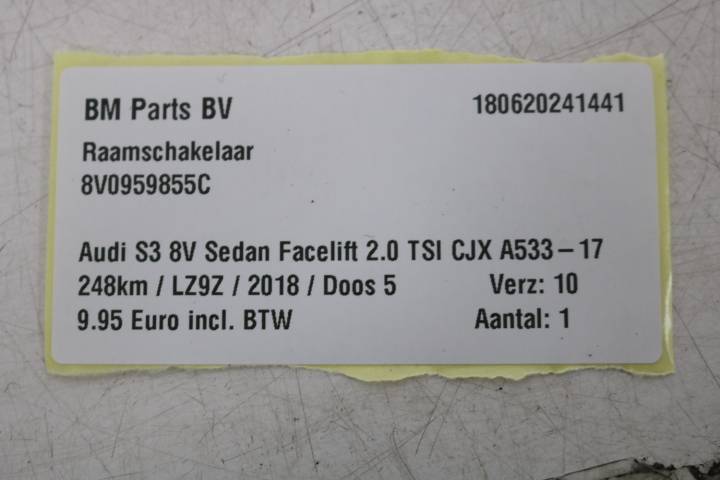 BM Parts BV 180620241441
Raamschakelaar
8V0959855C
Audi S3 8V Sedan Facelift 2.0 TSI CJX A533 – 17
248km / LZ9Z / 2018 / Doos 5 Verz: 10
9.95 Euro incl. BTW Aantal: 1